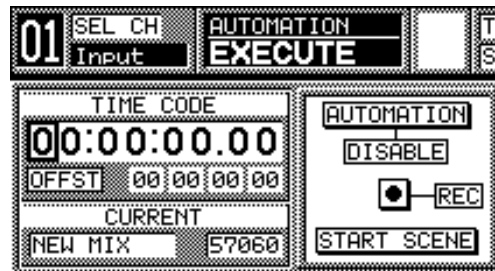 01 SEL CH AUTOMATION T
Input EXECUTE S
TIME CODE
00:00:00.00
OFFST 00 00 00 00
CURRENT
NEW MIX 57060
AUTOMATION
DISABLE
REC
START SCENE